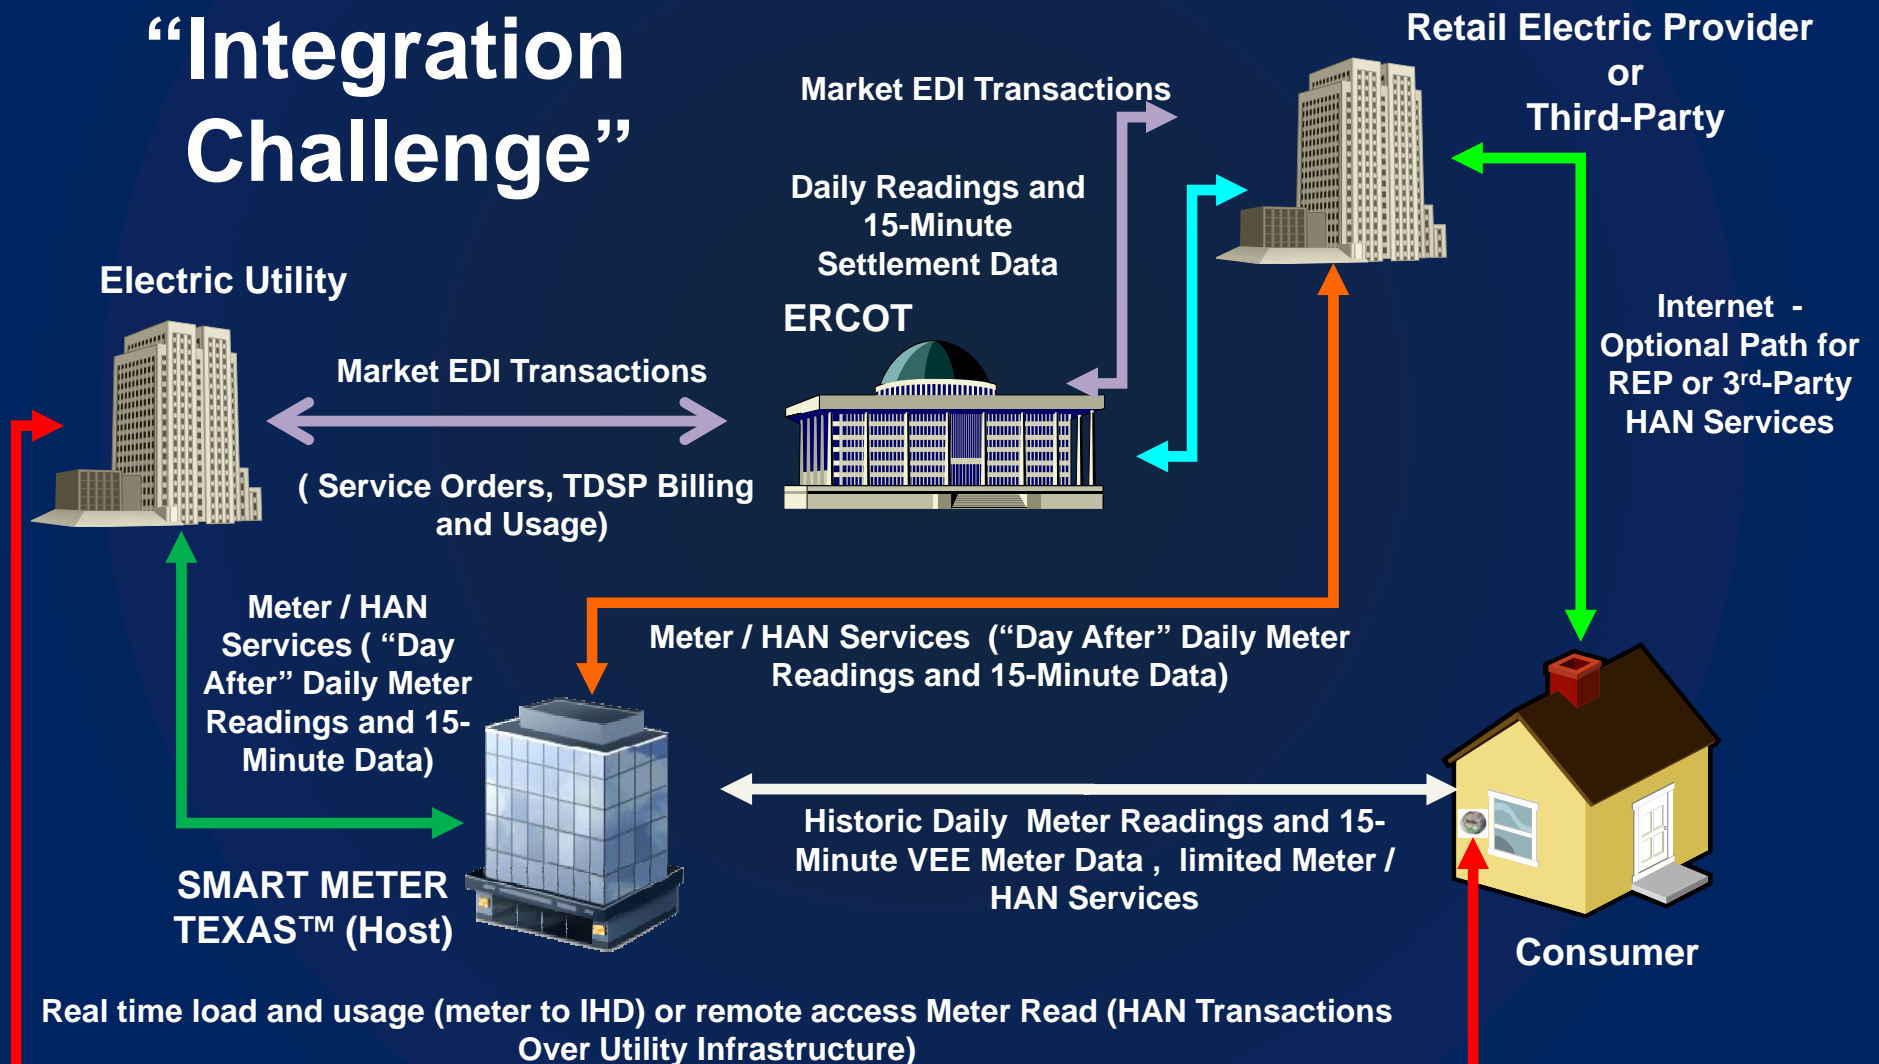 “Integration
Challenge”
Retail Electric Provider
or
Third-Party
Market EDI Transactions
Daily Readings and
15-Minute
Settlement Data
Electric Utility
ERCOT
Internet -
Optional Path for
REP or 3rd-Party
HAN Services
Market EDI Transactions
( Service Orders, TDSP Billing
and Usage)
Meter / HAN
Services ( “Day
After” Daily Meter
Readings and 15-
Minute Data)
Meter / HAN Services (“Day After” Daily Meter
Readings and 15-Minute Data)
Historic Daily Meter Readings and 15-
Minute VEE Meter Data , limited Meter /
HAN Services
SMART METER
TEXAS™ (Host)
Consumer
Real time load and usage (meter to IHD) or remote access Meter Read (HAN Transactions
Over Utility Infrastructure)